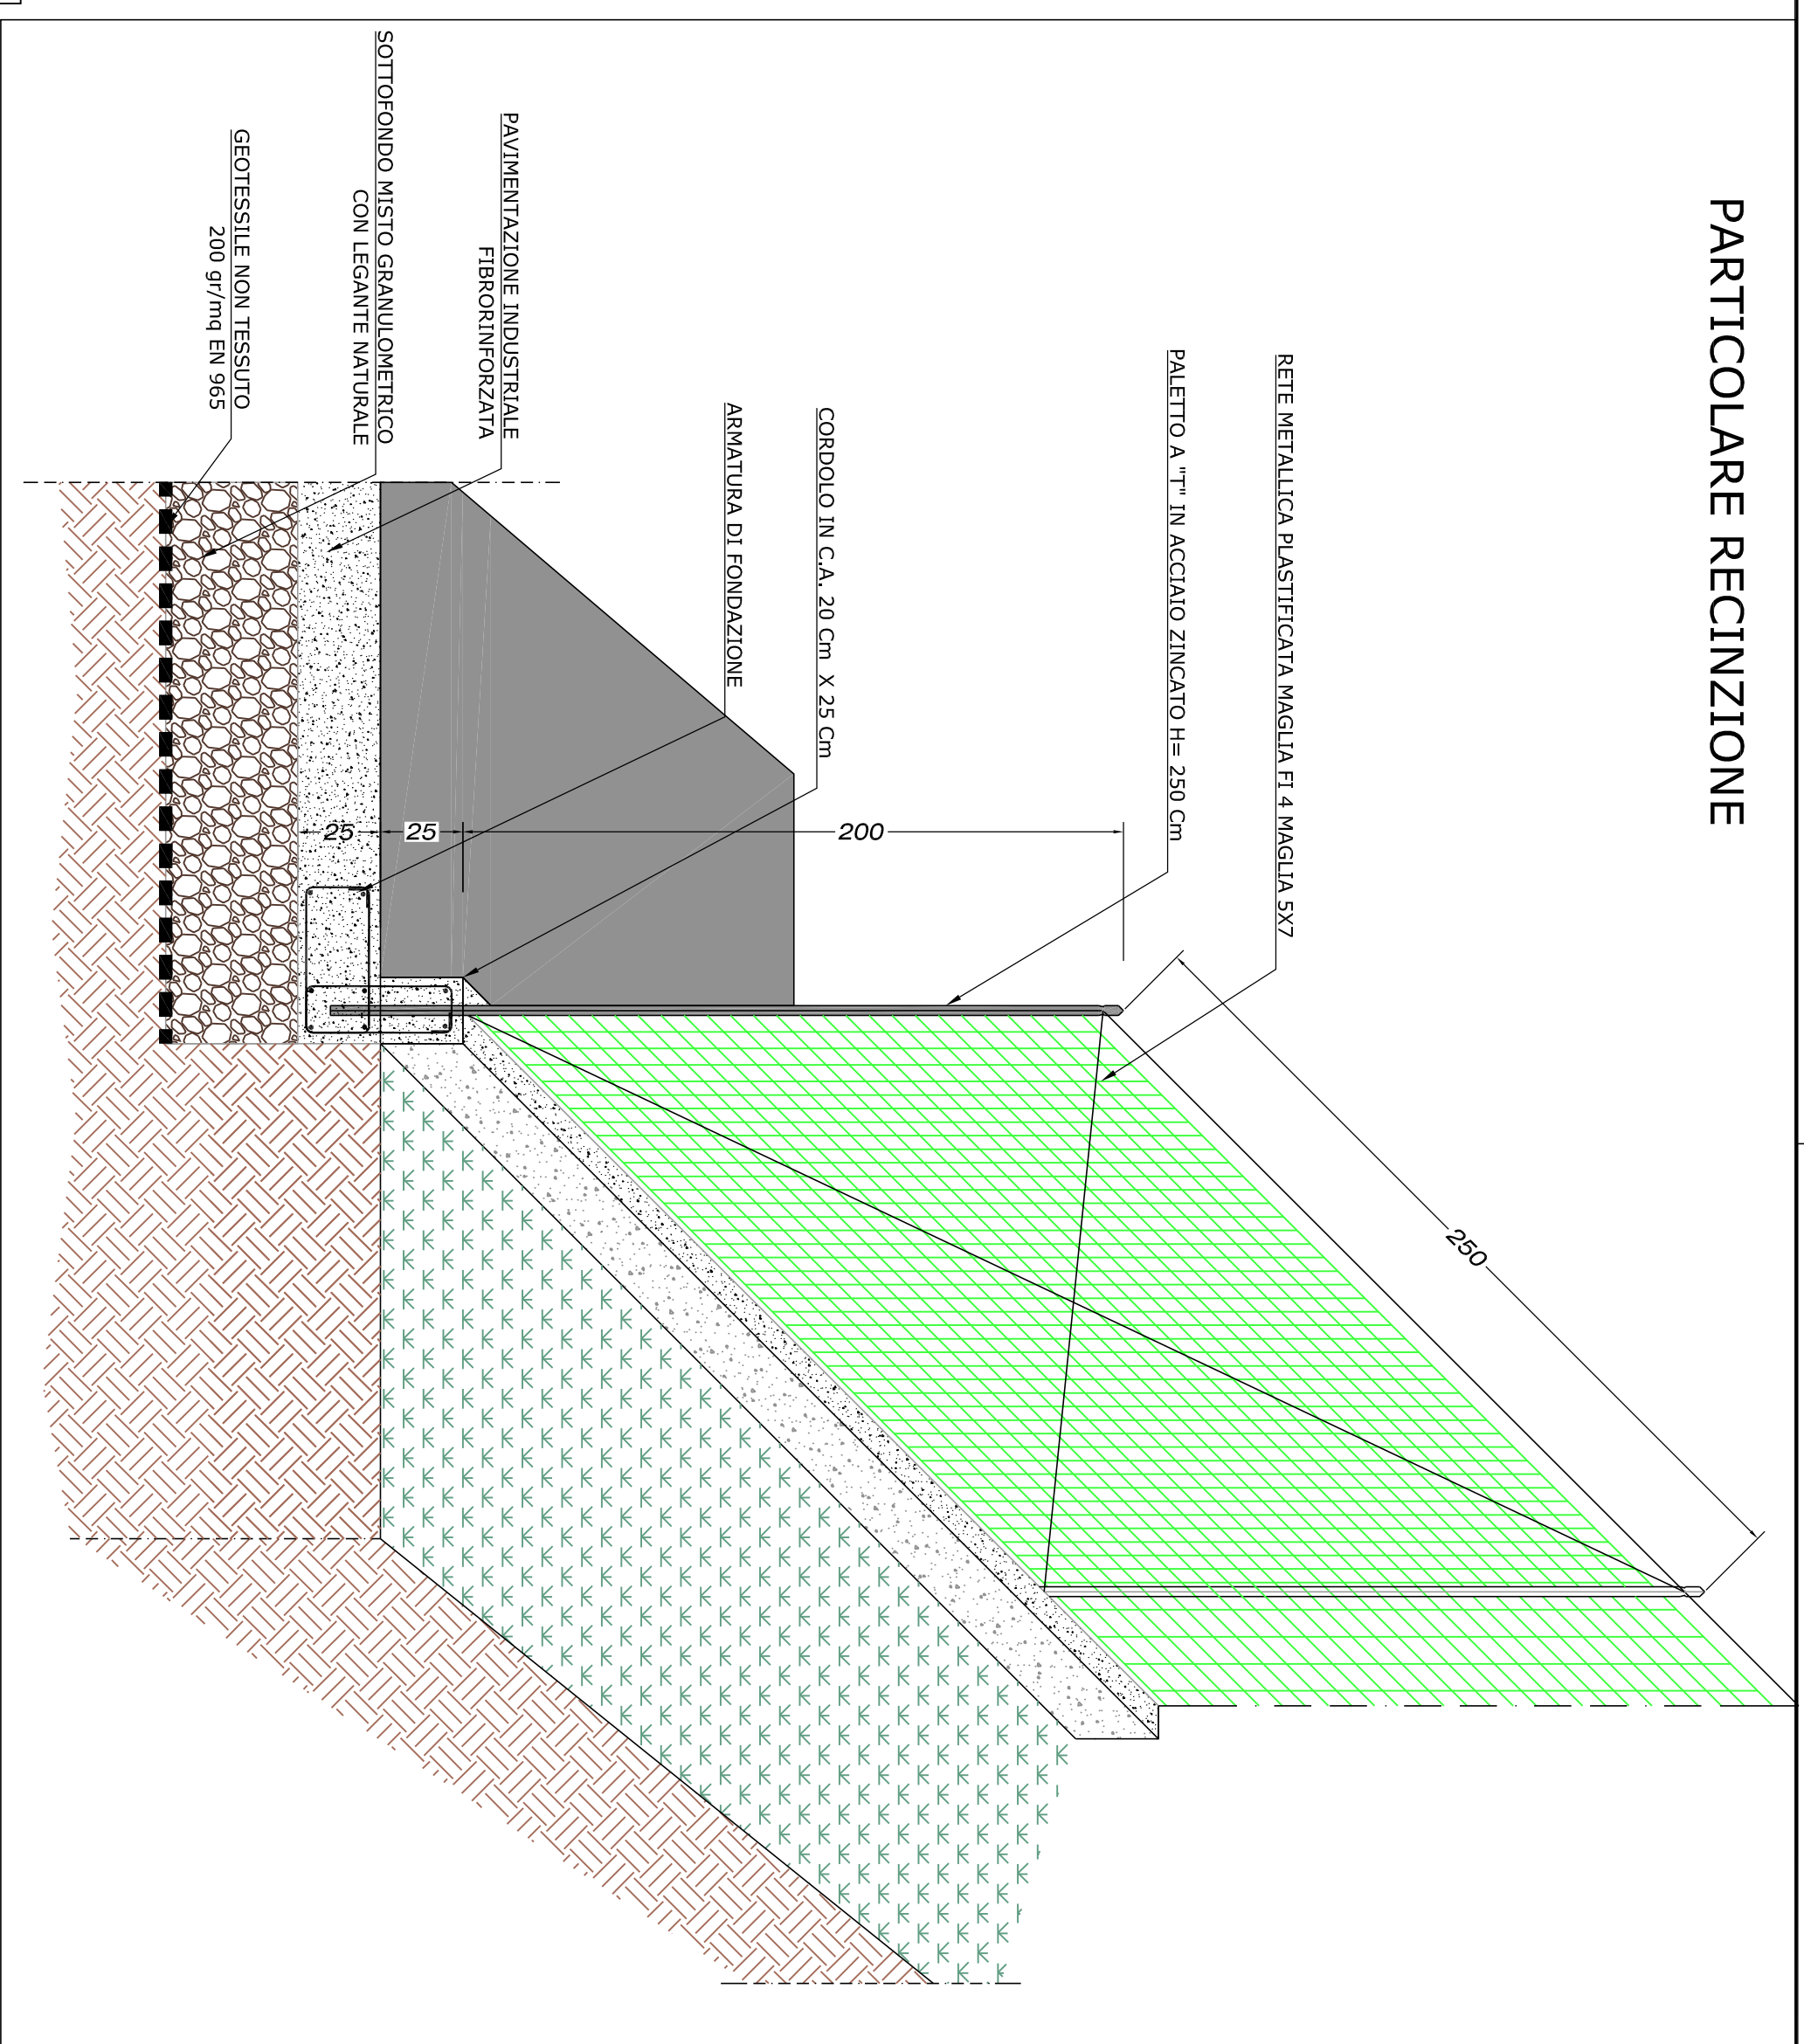 PARTICOLARE RECINZIONE
RETE METALLICA PLASTIFICATA MAGLIA FI 4 MAGLIA 5X7
PALETTO A "T" IN ACCIAIO ZINCATO H= 250 Cm
CORDOLO IN C.A. 20 Cm X 25 Cm
ARMATURA DI FONDAZIONE
PAVIMENTAZIONE INDUSTRIALE
FIBRORINFORZATA
SOTTOFONDO MISTO GRANULOMETRICO
CON LEGANTE NATURALE
GEOTESSILE NON TESSUTO
200 gr/mq EN 965
250
200
25
25